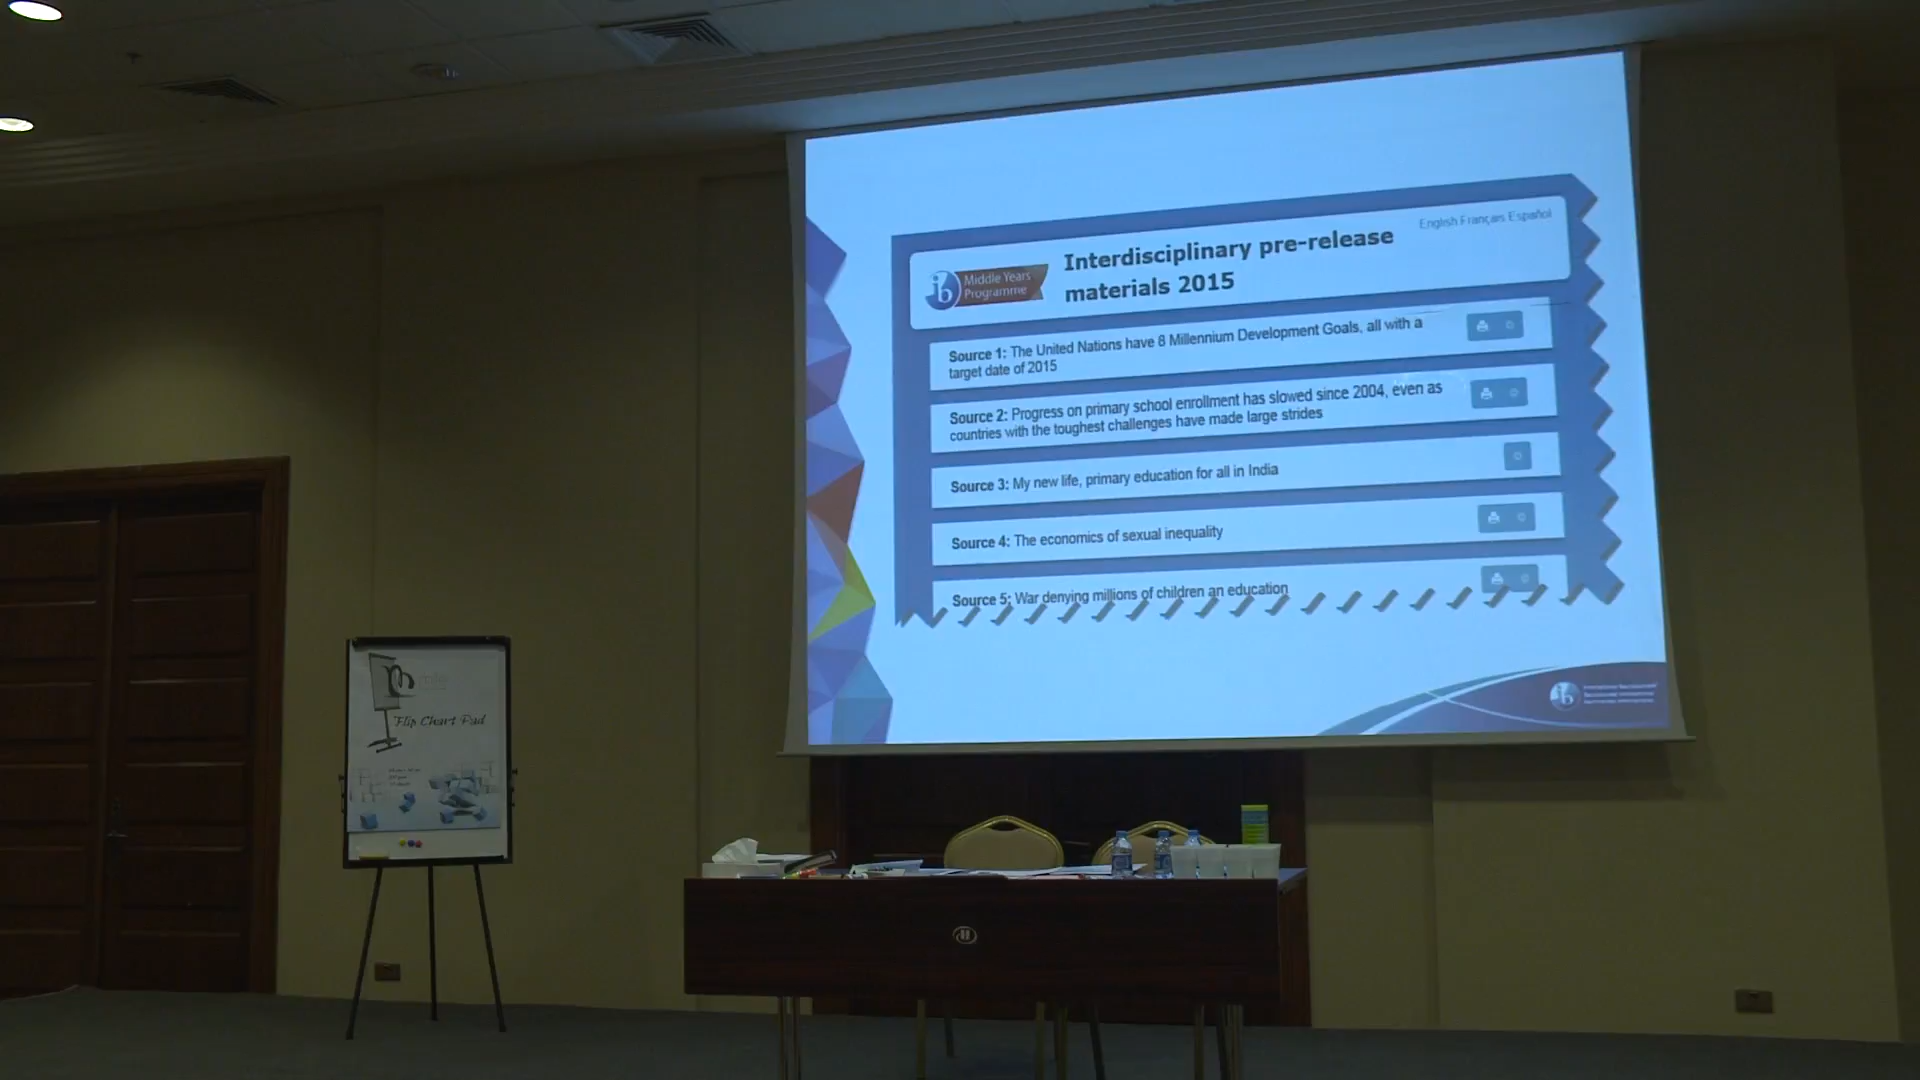 English Français Español
Interdisciplinary pre-release
materials 2015
ib Middle Years
Programme
Source 1: The United Nations have 8 Millennium Development Goals, all with a
target date of 2015
Source 2: Progress on primary school enrollment has slowed since 2004, even as
countries with the toughest challenges have made large strides
Source 3: My new life, primary education for all in India
Source 4: The economics of sexual inequality
Source 5: War denying millions of children an education
ib
Flip Chart Pad
H